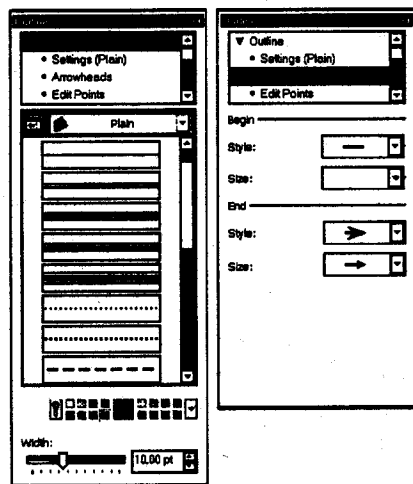 • Settings (Plain)
• Arrowheads
• Edit Points
Plain
Width:
10,00 pt
▼ Outline
• Settings (Plain)
• Edit Points
Begin
Style:
Size:
End
Style:
Size: